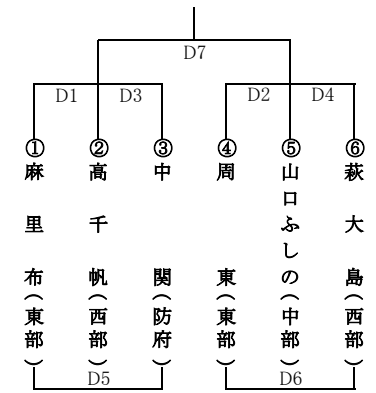 D7
D1
D3
D2
D4
①麻里布(東部)
②高千帆(西部)
③中関(防府)
④周東(東部)
⑤山口ふしの(中部)
⑥萩大島(西部)
D5
D6